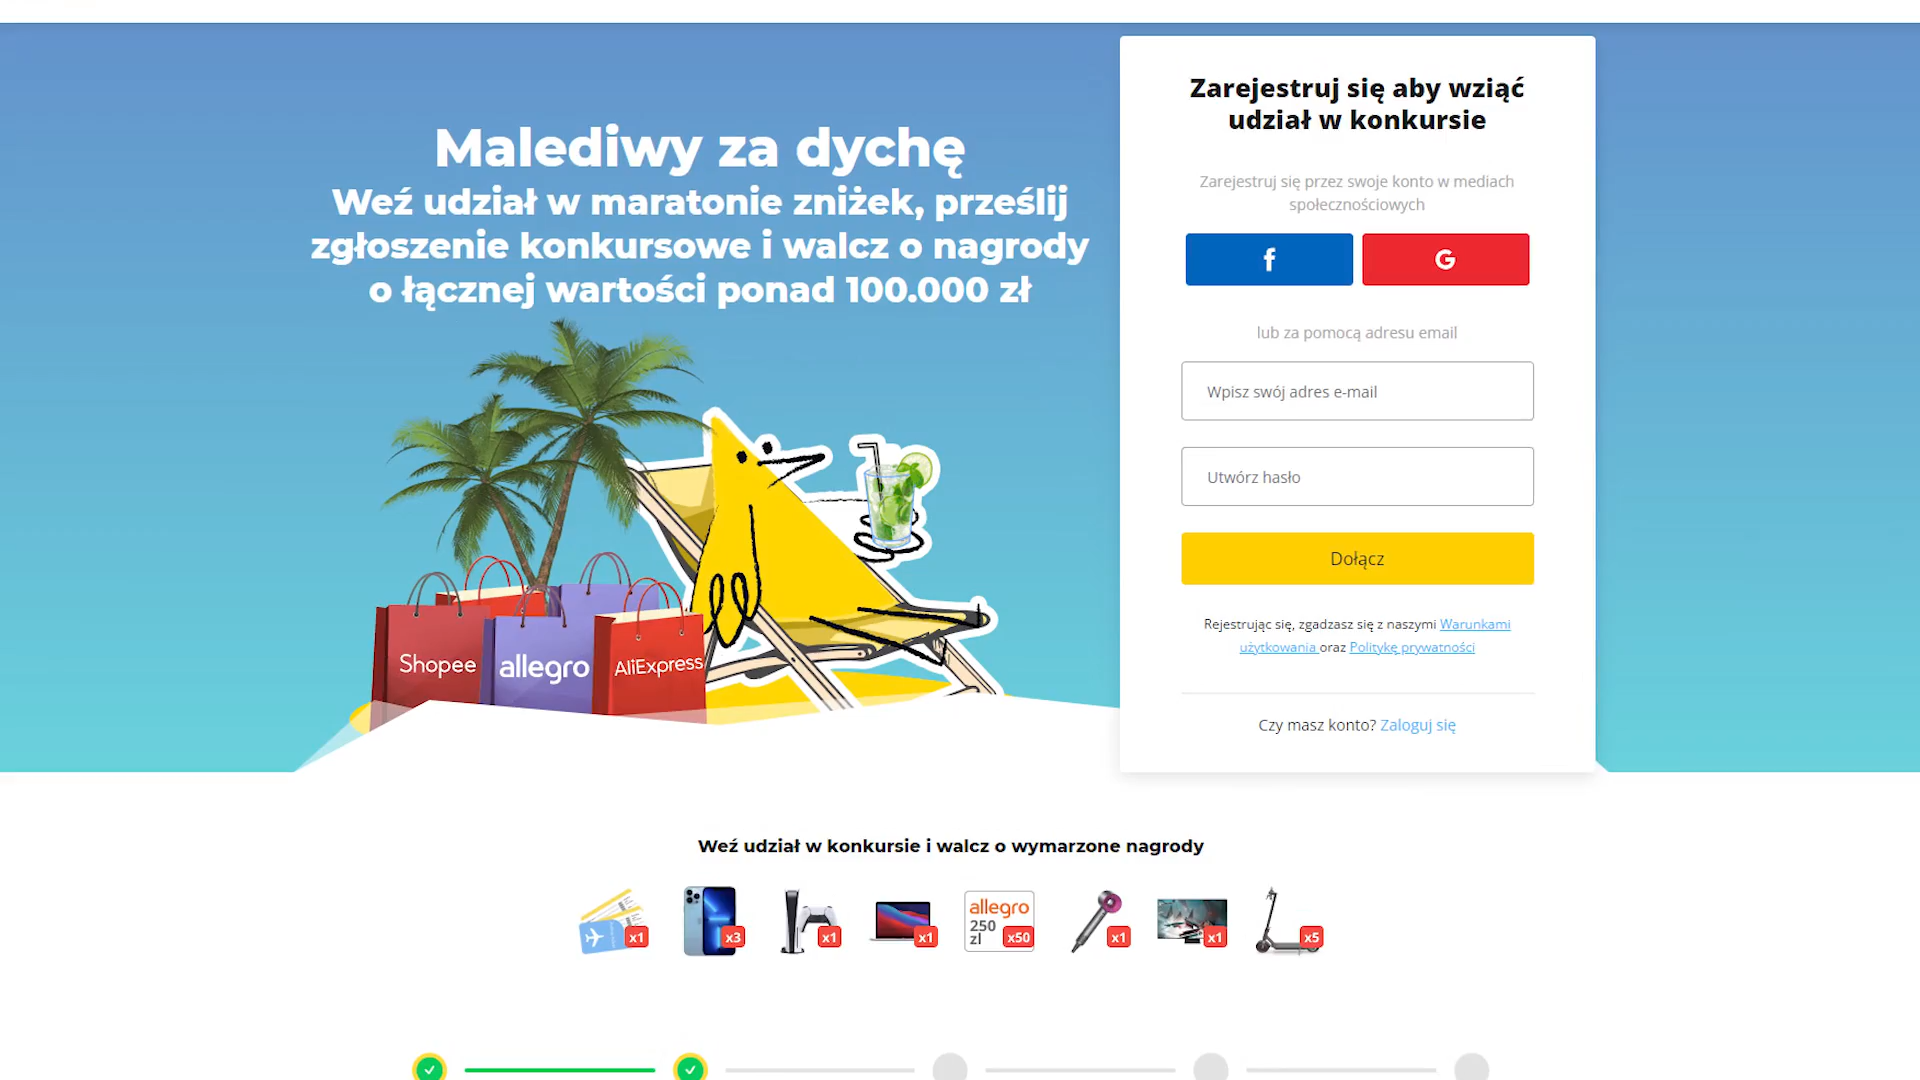 Malediwy za dychę
Weź udział w maratonie zniżek, prześlij
zgłoszenie konkursowe i walcz o nagrody
o łącznej wartości ponad 100.000 zł
Shopee
allegro
AliExpress
Zarejestruj się aby wziąć
udział w konkursie
Zarejestruj się przez swoje konto w mediach
społecznościowych
f
G
lub za pomocą adresu email
Wpisz swój adres e-mail
Utwórz hasło
Dołącz
Rejestrując się, zgadzasz się z naszymi Warunkami
użytkowania oraz Politykę prywatności
Czy masz konto? Zaloguj się
Weź udział w konkursie i walcz o wymarzone nagrody
x1
x3
x1
x1
allegro
250
zl
x50
x1
x1
x5